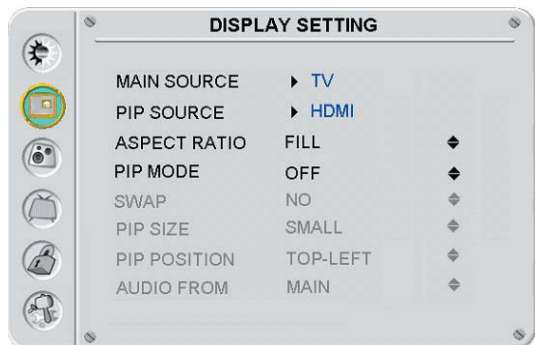 DISPLAY SETTING
MAIN SOURCE TV
PIP SOURCE HDMI
ASPECT RATIO FILL
PIP MODE OFF
SWAP NO
PIP SIZE SMALL
PIP POSITION TOP-LEFT
AUDIO FROM MAIN